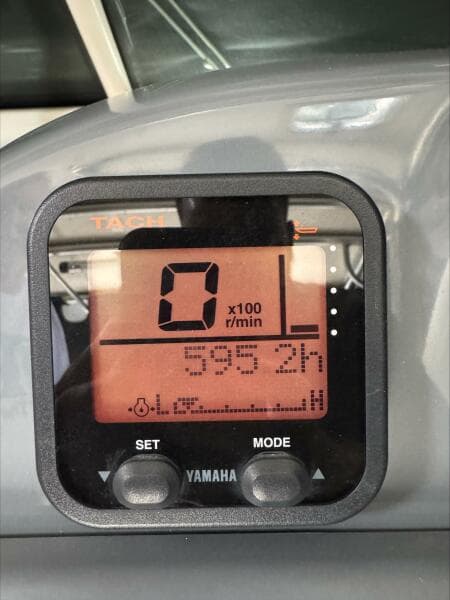 TACH
0 x100
r/min
595 2h
L H
SET MODE
YAMAHA